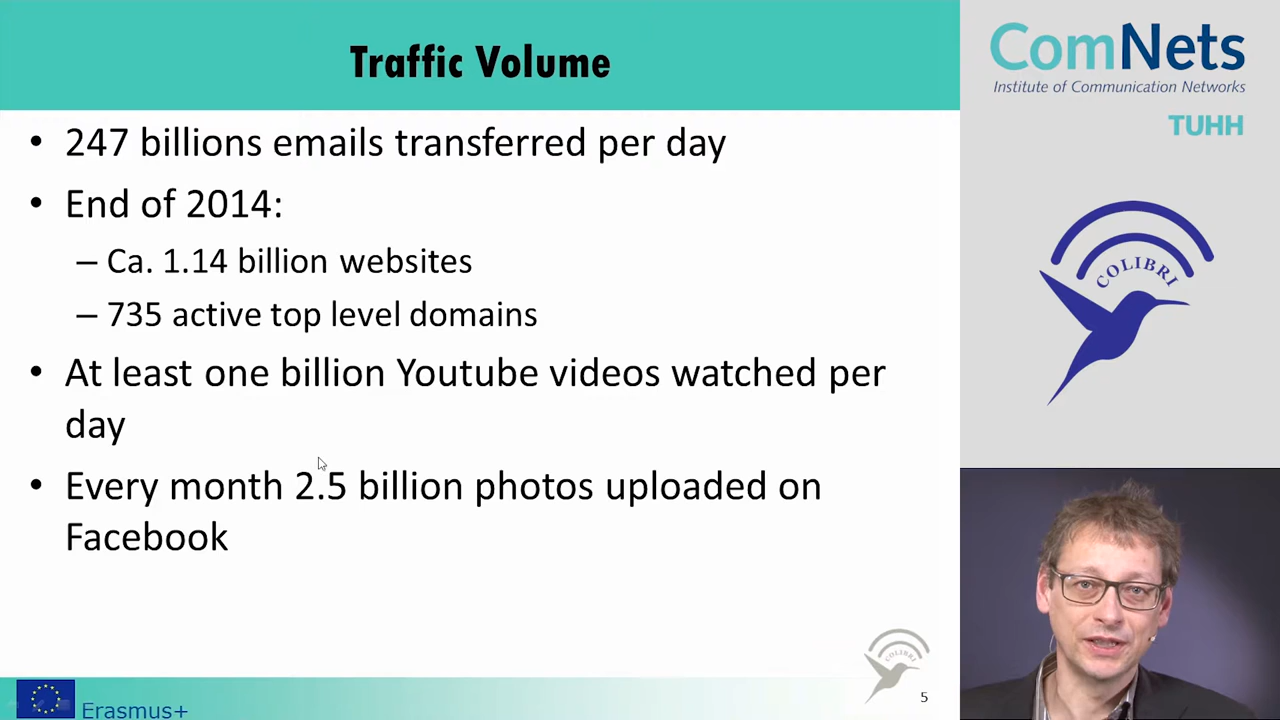 Traffic Volume
• 247 billions emails transferred per day
• End of 2014:
– Ca. 1.14 billion websites
– 735 active top level domains
• At least one billion Youtube videos watched per
day
• Every month 2.5 billion photos uploaded on
Facebook
COLIBRI
5
Erasmus+
ComNets
Institute of Communication Networks
TUHH
COLIBRI